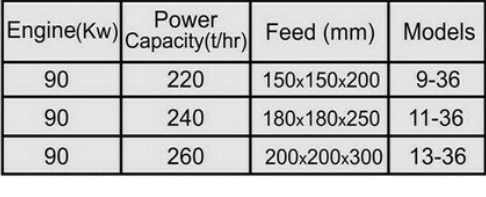 Engine(Kw) Power Capacity(t/hr) Feed (mm) Models
90 220 150x150x200 9-36
90 240 180x180x250 11-36
90 260 200x200x300 13-36